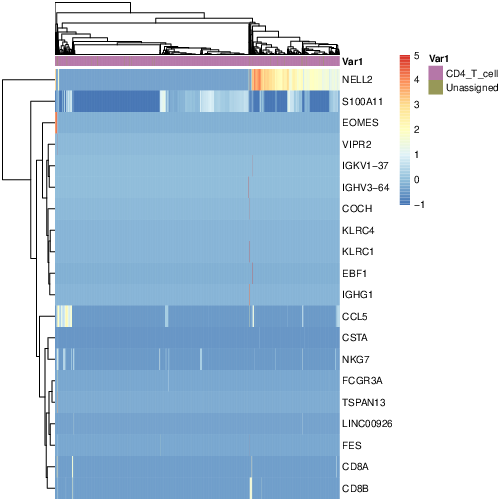 Var1
NELL2
S100A11
EOMES
VIPR2
IGKV1−37
IGHV3−64
COCH
KLRC4
KLRC1
EBF1
IGHG1
CCL5
CSTA
NKG7
FCGR3A
TSPAN13
LINC00926
FES
CD8A
CD8B
5
4
3
2
1
0
−1
Var1
CD4_T_cell
Unassigned